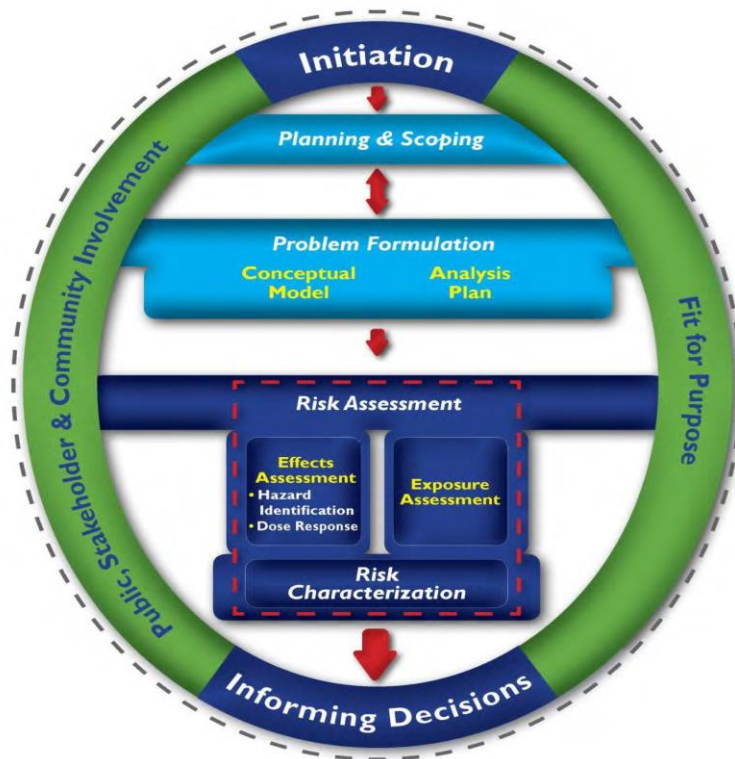 Initiation
Planning & Scoping
Public, Stakeholder & Community Involvement
Fit for Purpose
Problem Formulation
Conceptual
Model
Analysis
Plan
Risk Assessment
Effects
Assessment
• Hazard
Identification
• Dose Response
Exposure
Assessment
Risk
Characterization
Informing Decisions